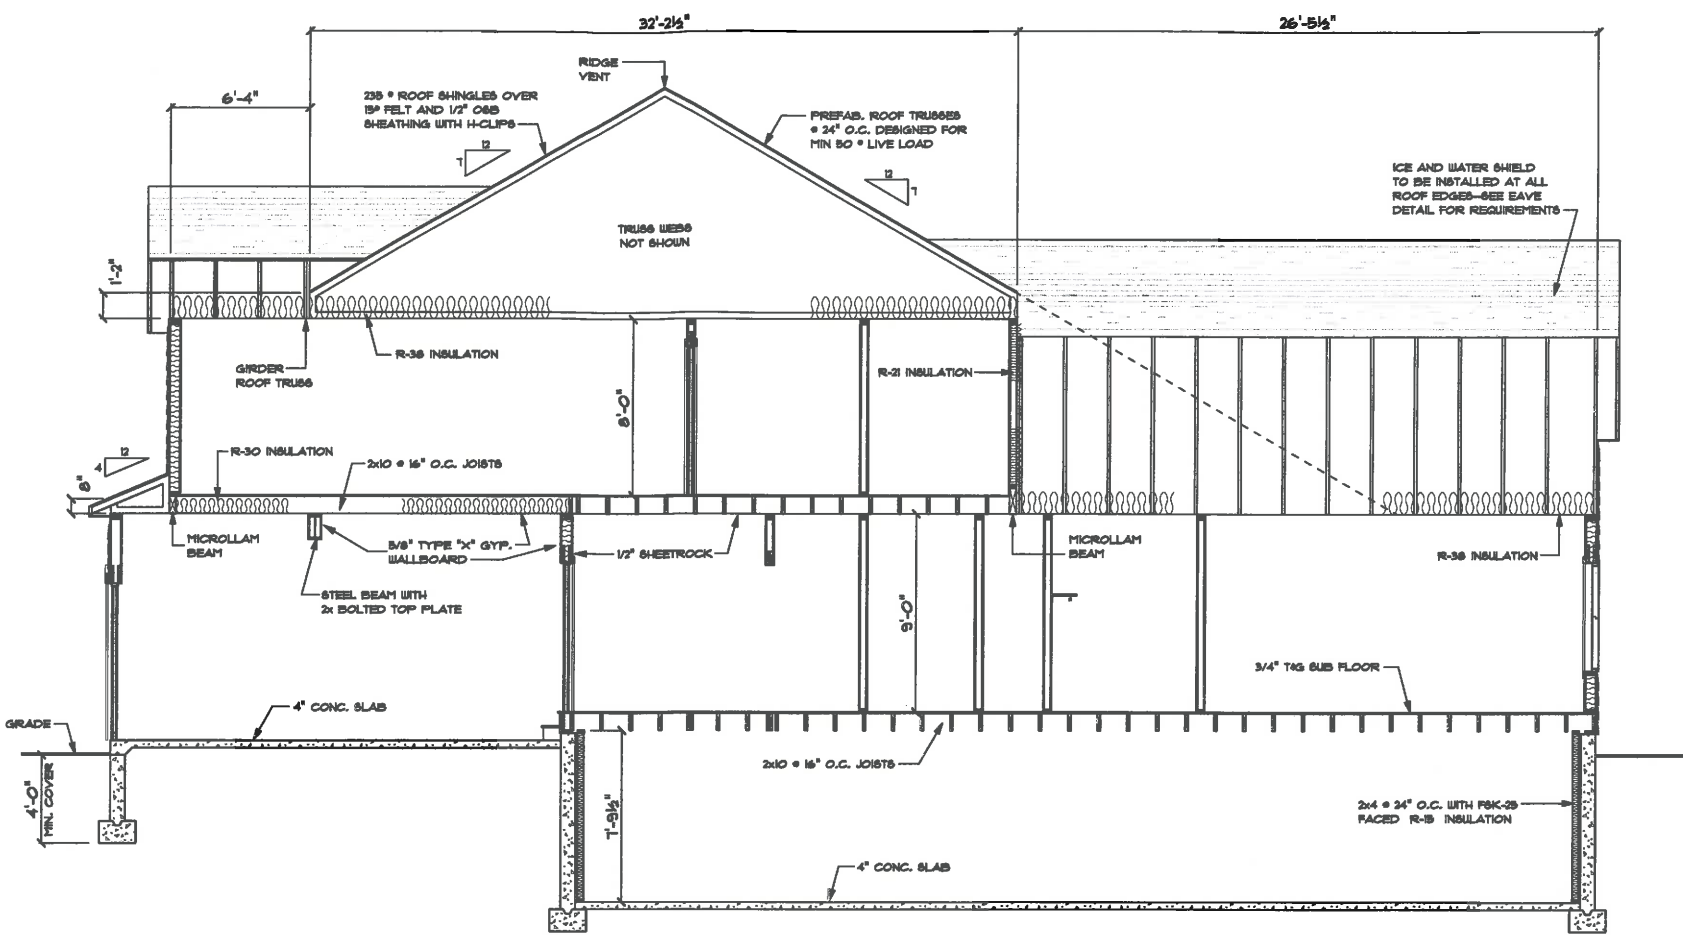 32'-2½"
26'-5½"
RIDGE
VENT
6'-4"
235 # ROOF SHINGLES OVER
15# FELT AND 1/2" OSB
SHEATHING WITH H-CLIPS
PREFAB. ROOF TRUSSES
@ 24" O.C. DESIGNED FOR
MIN 50 # LIVE LOAD
12
7
12
7
ICE AND WATER SHIELD
TO BE INSTALLED AT ALL
ROOF EDGES--SEE EAVE
DETAIL FOR REQUIREMENTS
TRUSS WEBS
NOT SHOWN
1'-2"
R-38 INSULATION
GIRDER
ROOF TRUSS
R-21 INSULATION
8'-0"
R-30 INSULATION
2x10 @ 16" O.C. JOISTS
12
4
8"
MICROLLAM
BEAM
5/8" TYPE "X" GYP.
WALLBOARD
1/2" SHEETROCK
MICROLLAM
BEAM
R-38 INSULATION
STEEL BEAM WITH
2x BOLTED TOP PLATE
9'-0"
3/4" T&G SUB FLOOR
4" CONC. SLAB
GRADE
2x10 @ 16" O.C. JOISTS
4'-0"
MIN. COVER
7'-9½"
2x4 @ 24" O.C. WITH FSK-25
FACED R-13 INSULATION
4" CONC. SLAB